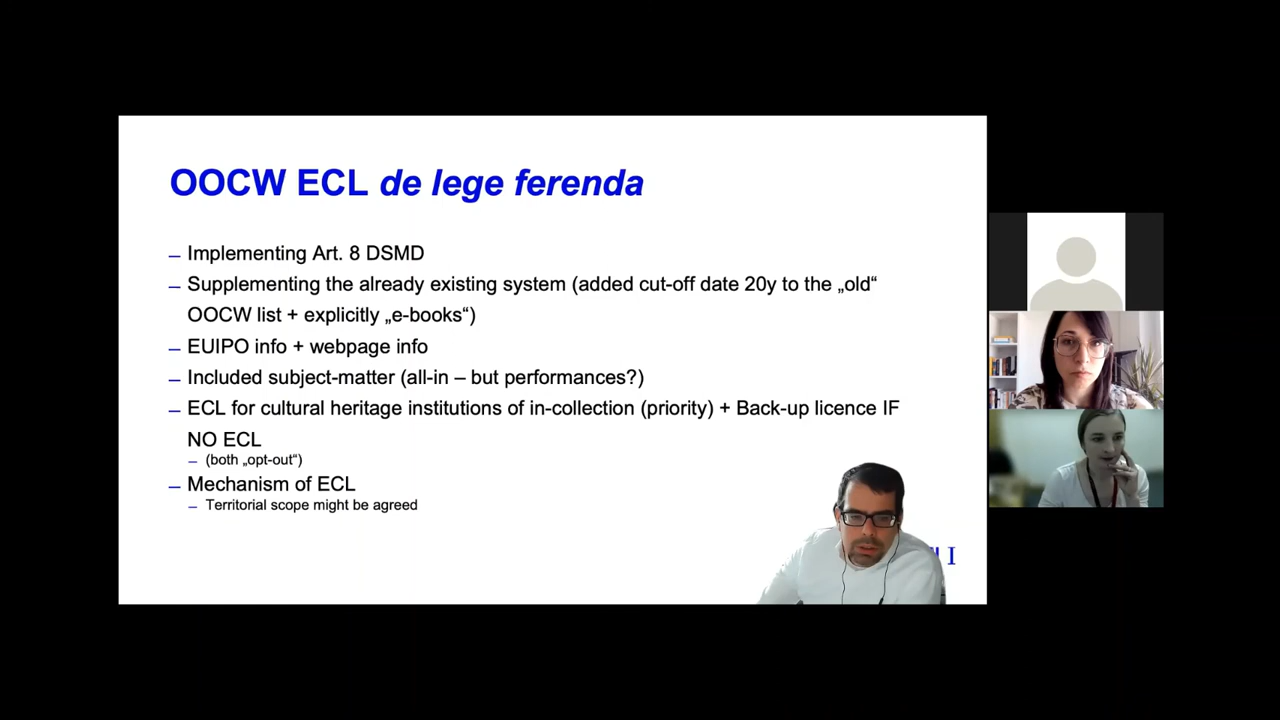 OOCW ECL de lege ferenda
– Implementing Art. 8 DSMD
– Supplementing the already existing system (added cut-off date 20y to the „old“
OOCW list + explicitly „e-books“)
– EUIPO info + webpage info
– Included subject-matter (all-in – but performances?)
– ECL for cultural heritage institutions of in-collection (priority) + Back-up licence IF
NO ECL
– (both „opt-out“)
– Mechanism of ECL
– Territorial scope might be agreed